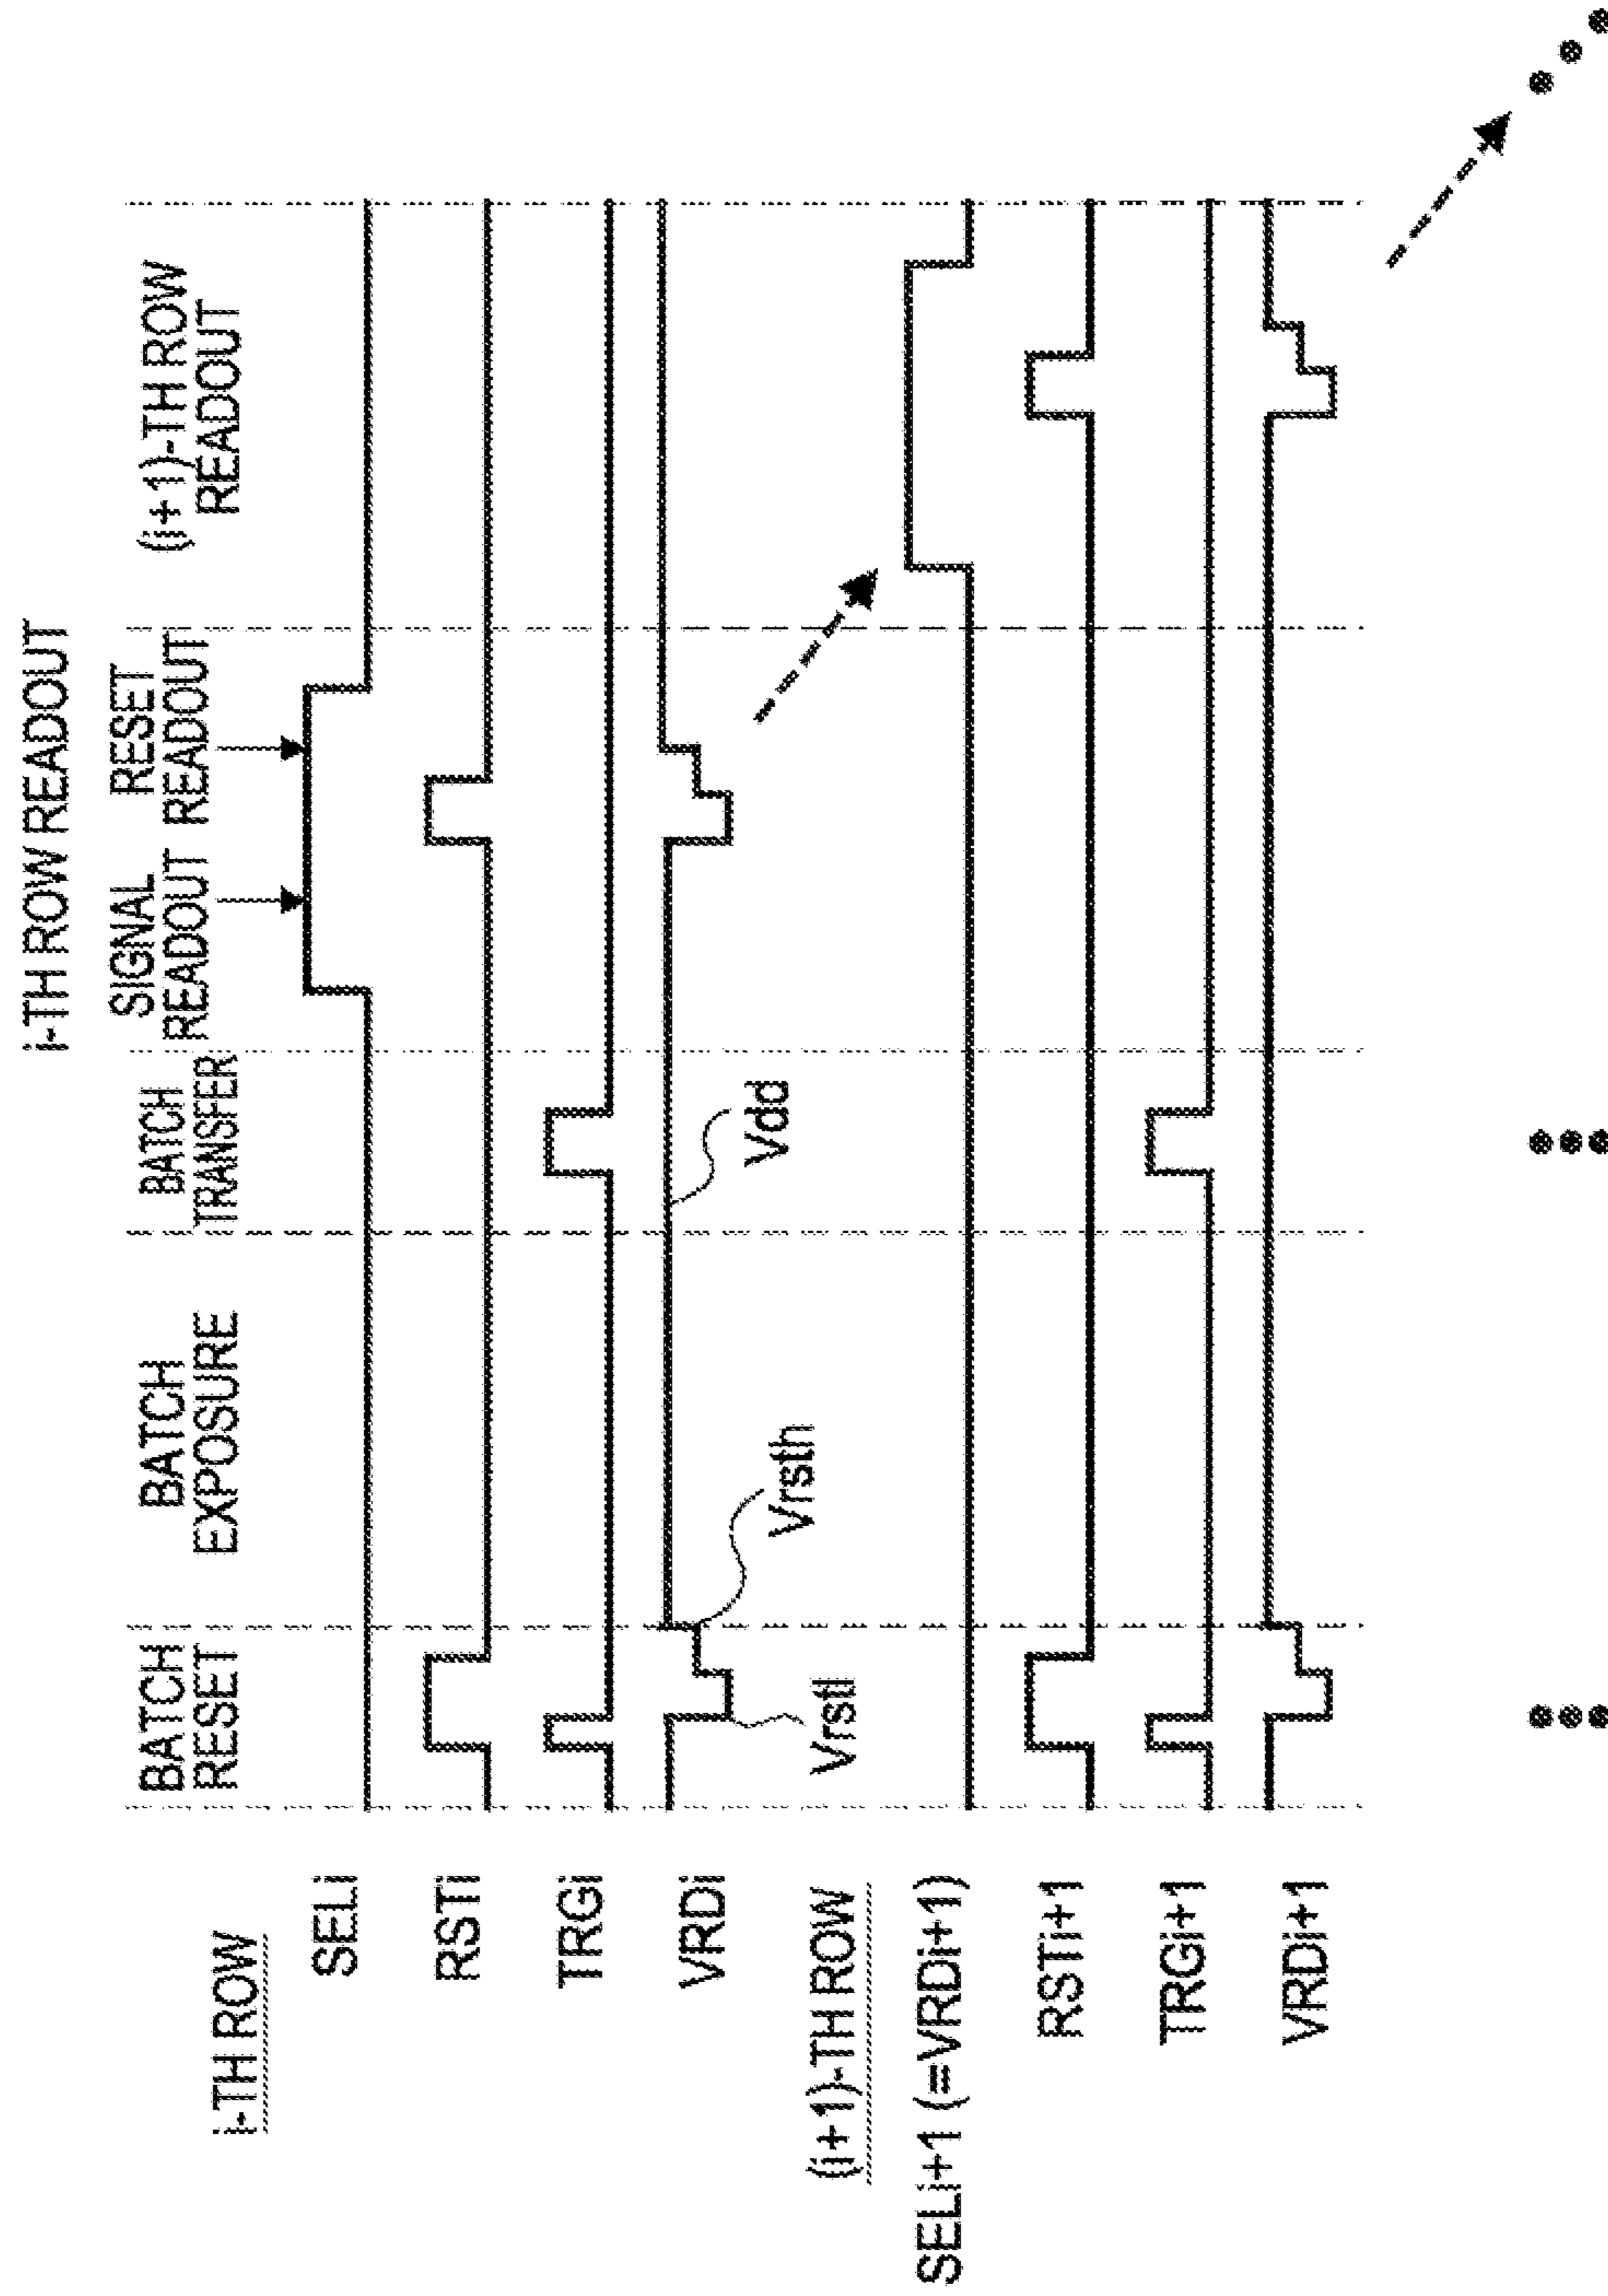 i-TH ROW READOUT
BATCH
RESET
BATCH
EXPOSURE
BATCH
TRANSFER
SIGNAL
READOUT
RESET
READOUT
(i+1)-TH ROW
READOUT
i-TH ROW
SELi
RSTi
TRGi
VRDi
Vrstl
Vrsth
Vdd
(i+1)-TH ROW
SELi+1 (=VRDi+1)
RSTi+1
TRGi+1
VRDi+1